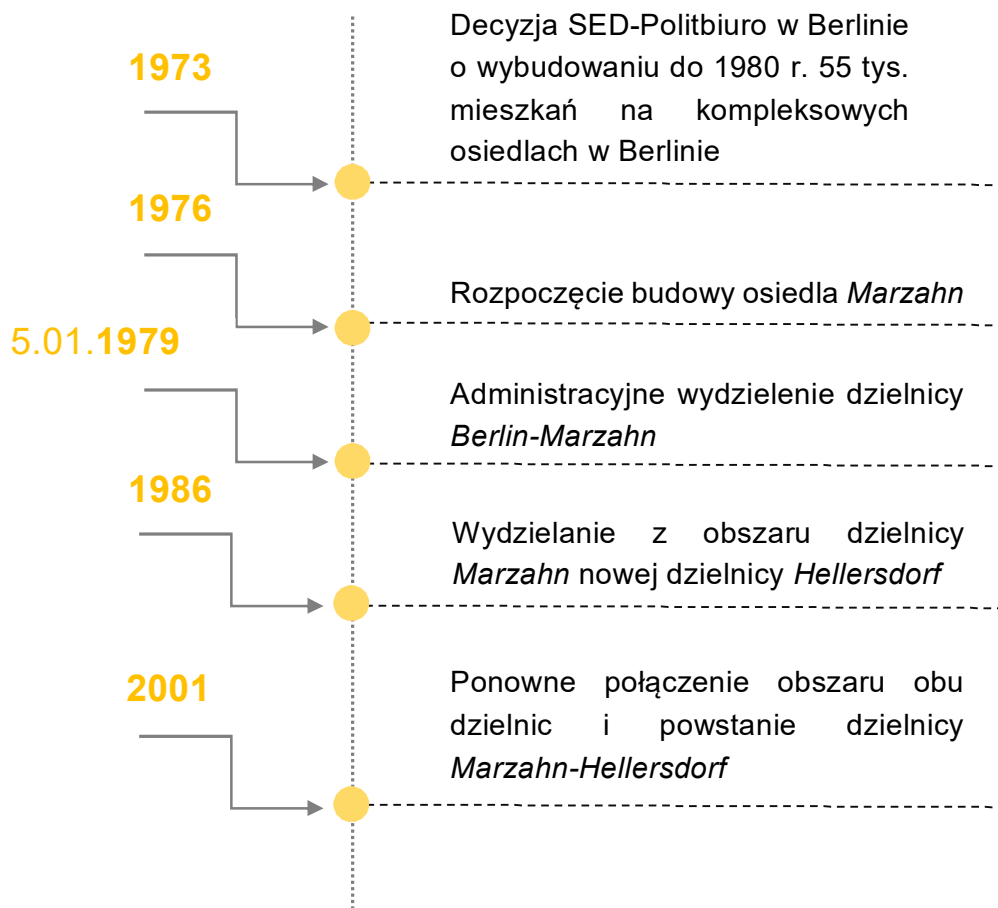 1973
Decyzja SED-Politbiuro w Berlinie
o wybudowaniu do 1980 r. 55 tys.
mieszkań na kompleksowych
osiedlach w Berlinie
1976
Rozpoczęcie budowy osiedla Marzahn
5.01.1979
Administracyjne wydzielenie dzielnicy
Berlin-Marzahn
1986
Wydzielanie z obszaru dzielnicy
Marzahn nowej dzielnicy Hellersdorf
2001
Ponowne połączenie obszaru obu
dzielnic i powstanie dzielnicy
Marzahn-Hellersdorf